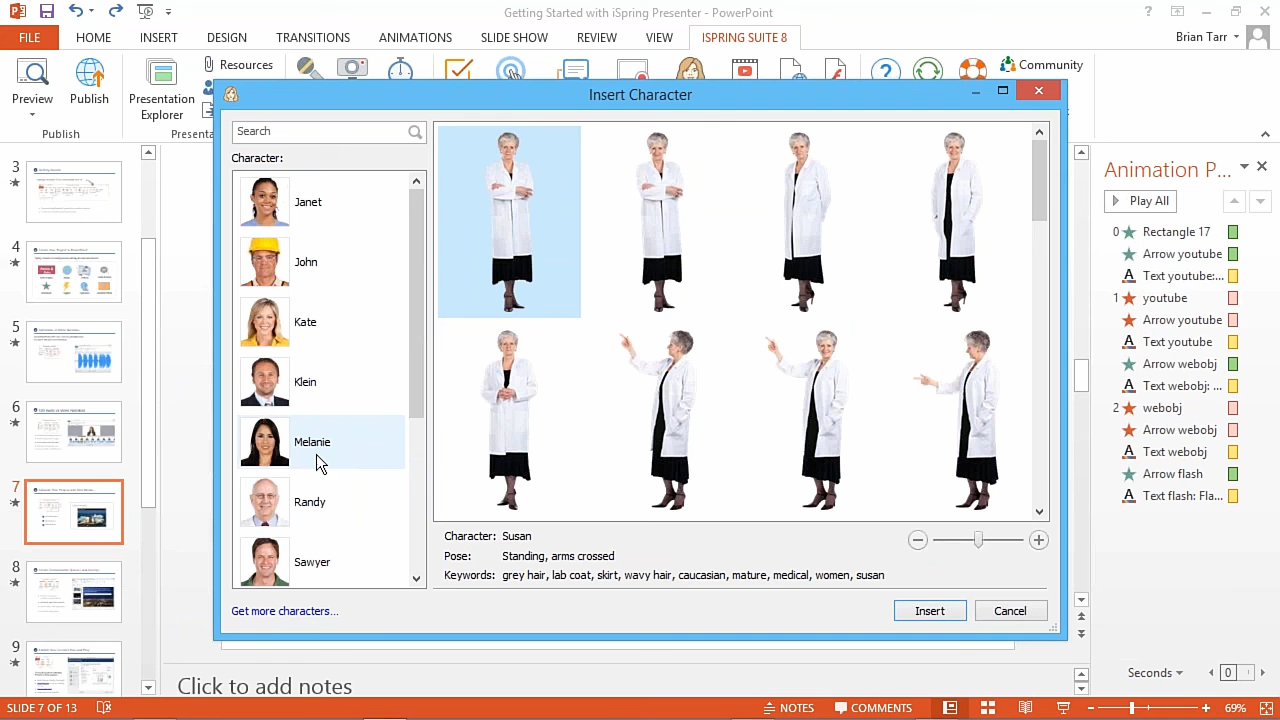 Getting Started with iSpring Presenter - PowerPoint
FILE HOME INSERT DESIGN TRANSITIONS ANIMATIONS SLIDE SHOW REVIEW VIEW ISPRING SUITE 8 Brian Tarr
Preview
Publish
Presentation
Explorer
Resources
Community
Publish
Presenta
Insert Character
Search
Character:
Janet
John
Kate
Klein
Melanie
Randy
Sawyer
Get more characters...
Character: Susan
Pose: Standing, arms crossed
Keywords: grey hair, lab coat, skirt, wavy hair, caucasian, mature, medical, women, susan
Insert Cancel
3
4
5
6
7
8
9
Animation P...
Play All
0 Rectangle 17
Arrow youtube
Text youtube:...
1 youtube
Arrow youtube
Text youtube
Arrow webobj
Text webobj: ...
2 webobj
Arrow webobj
Text webobj
Arrow flash
Text flash: Fla...
Seconds 0
Click to add notes
SLIDE 7 OF 13 NOTES COMMENTS 69%